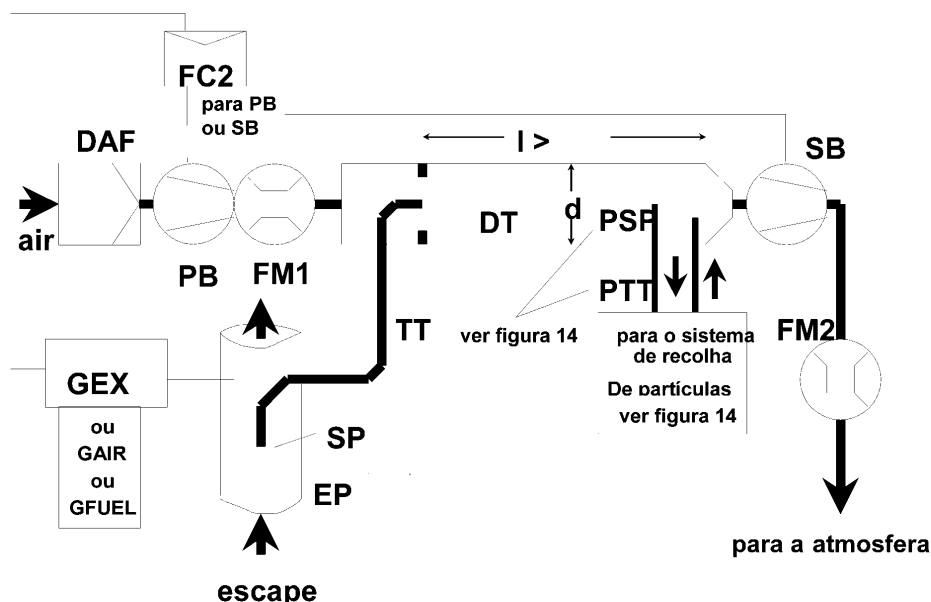 FC2
para PB
ou SB
DAF
l >
SB
air
d
DT
PSP
PB
FM1
PTT
TT
ver figura 14
para o sistema
de recolha
FM2
De partículas
ver figura 14
GEX
ou
GAIR
ou
GFUEL
SP
EP
para a atmosfera
escape